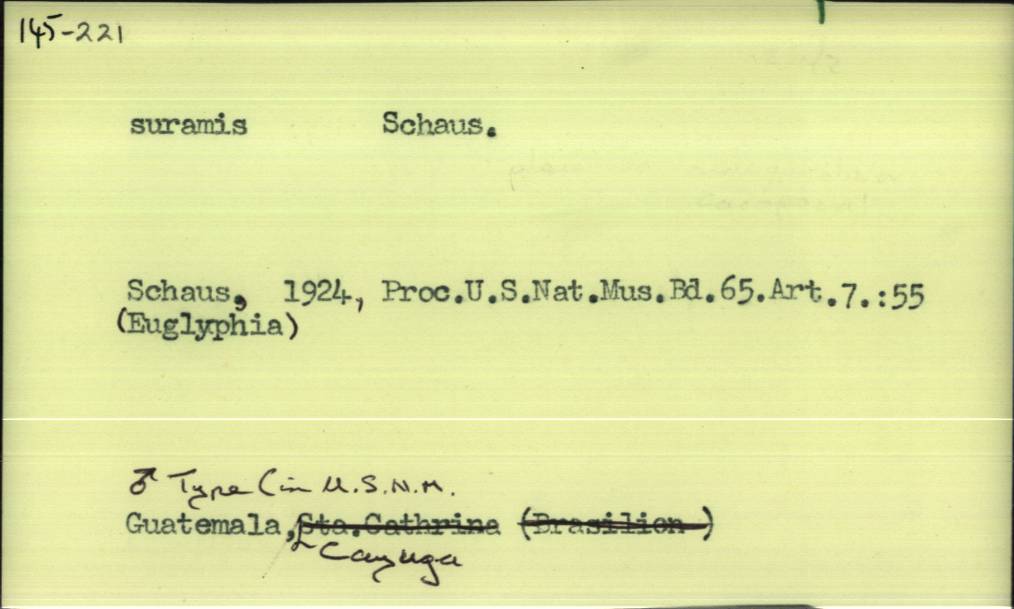 145-221
suramis Schaus.
Schaus, 1924, Proc.U.S.Nat.Mus.Bd.65.Art.7.:55
(Euglyphia)
♂ Type (in U.S.N.M.
Guatemala, Sta.Cathrina (Brasilien )
Cayuga